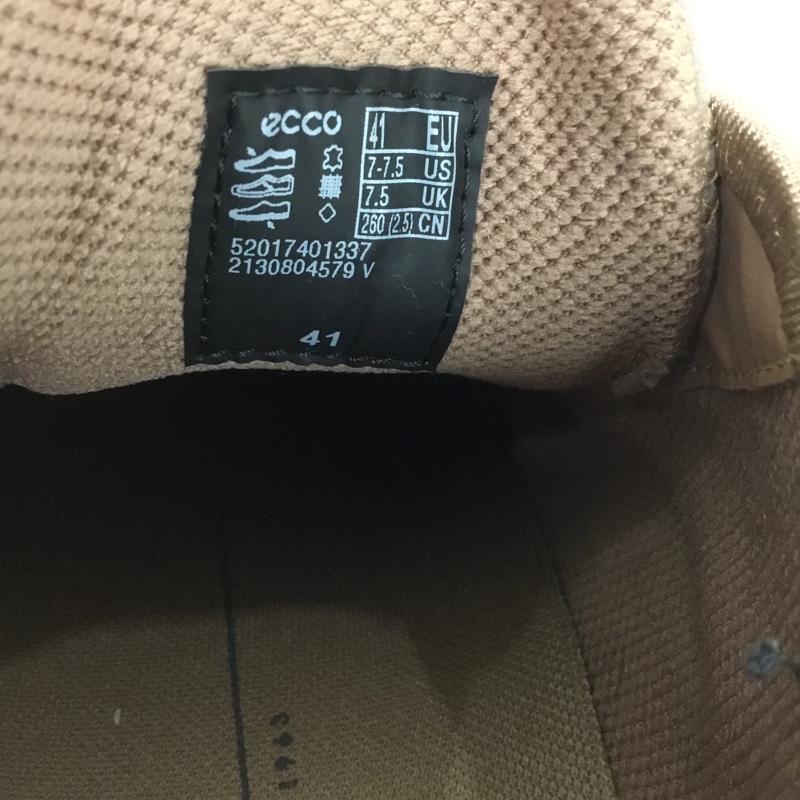 ecco
41 EU
7-7.5 US
7.5 UK
260 (2.5) CN
52017401337
2130804579 V
41